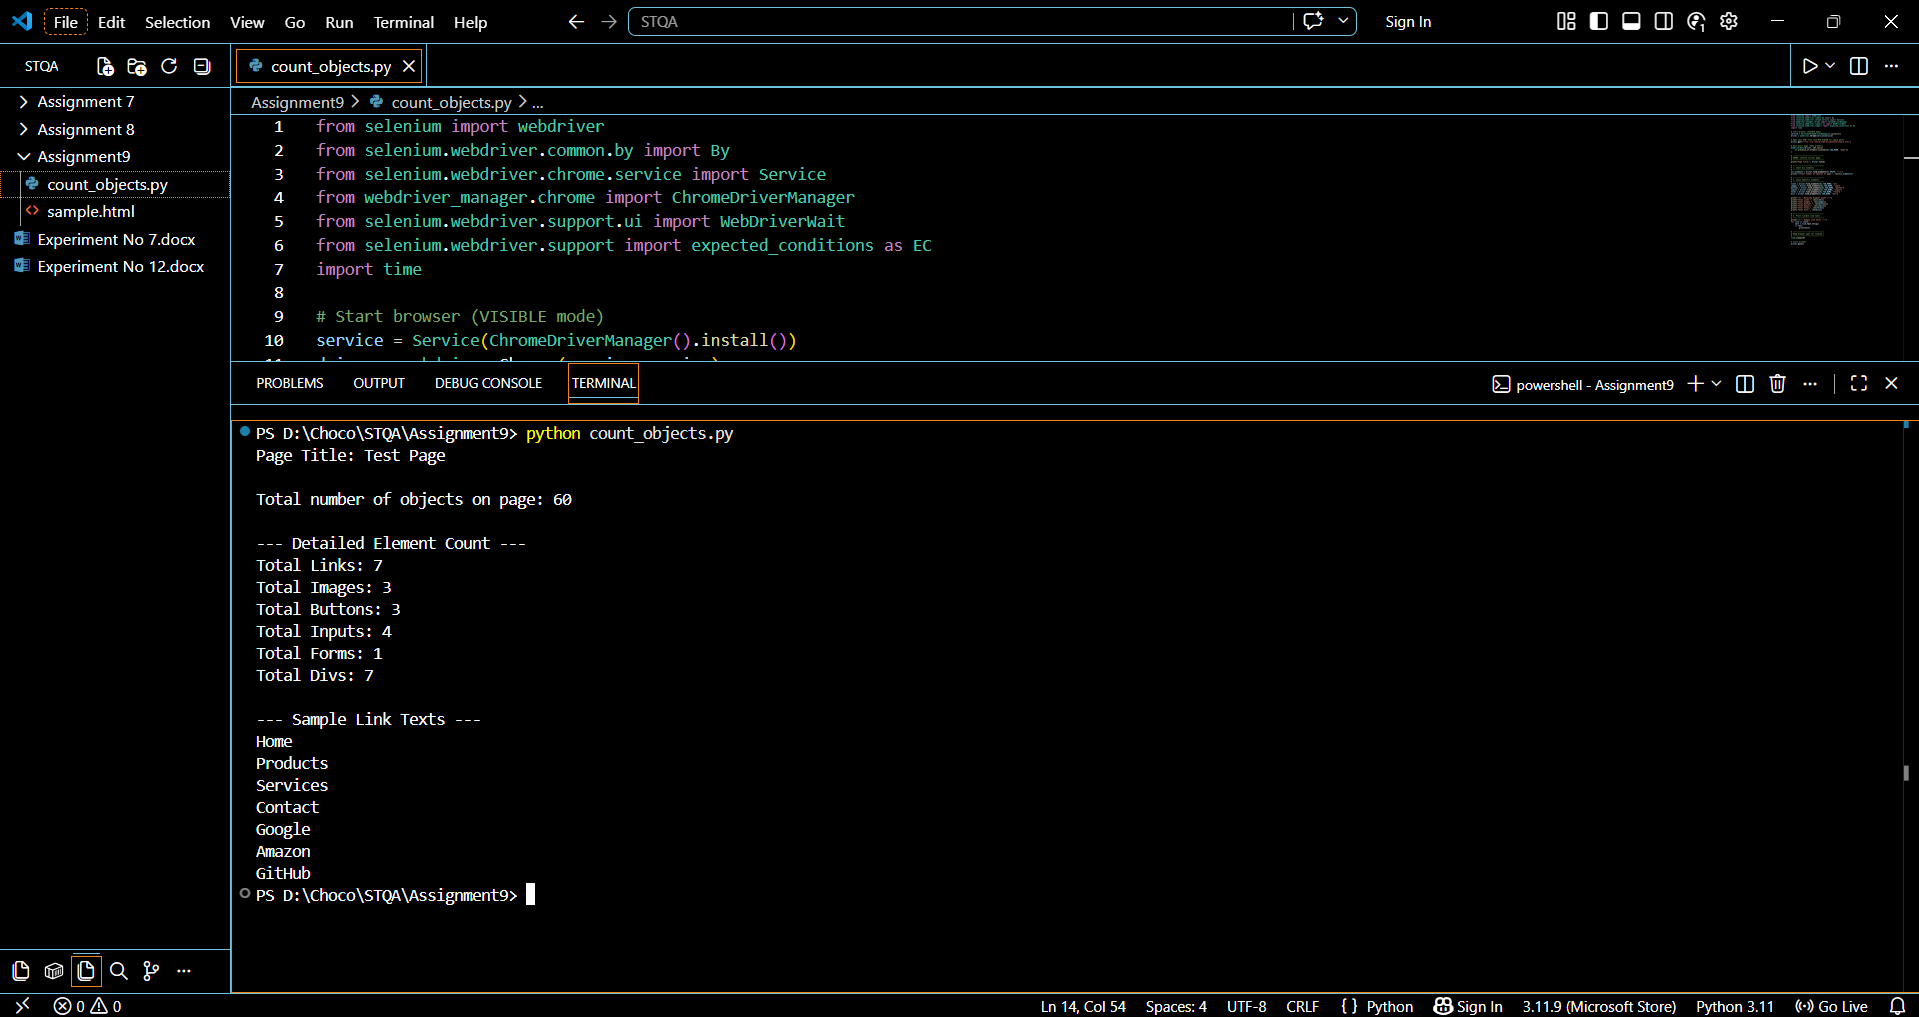 File Edit Selection View Go Run Terminal Help STQA Sign In
STQA
count_objects.py
Assignment 7
Assignment 8
Assignment9
count_objects.py
sample.html
Experiment No 7.docx
Experiment No 12.docx
Assignment9 > count_objects.py > ...
1 from selenium import webdriver
2 from selenium.webdriver.common.by import By
3 from selenium.webdriver.chrome.service import Service
4 from webdriver_manager.chrome import ChromeDriverManager
5 from selenium.webdriver.support.ui import WebDriverWait
6 from selenium.webdriver.support import expected_conditions as EC
7 import time
8
9 # Start browser (VISIBLE mode)
10 service = Service(ChromeDriverManager().install())
PROBLEMS OUTPUT DEBUG CONSOLE TERMINAL powershell - Assignment9
PS D:\Choco\STQA\Assignment9> python count_objects.py
Page Title: Test Page
Total number of objects on page: 60
--- Detailed Element Count ---
Total Links: 7
Total Images: 3
Total Buttons: 3
Total Inputs: 4
Total Forms: 1
Total Divs: 7
--- Sample Link Texts ---
Home
Products
Services
Contact
Google
Amazon
GitHub
PS D:\Choco\STQA\Assignment9>
0 0 Ln 14, Col 54 Spaces: 4 UTF-8 CRLF {} Python Sign In 3.11.9 (Microsoft Store) Python 3.11 Go Live